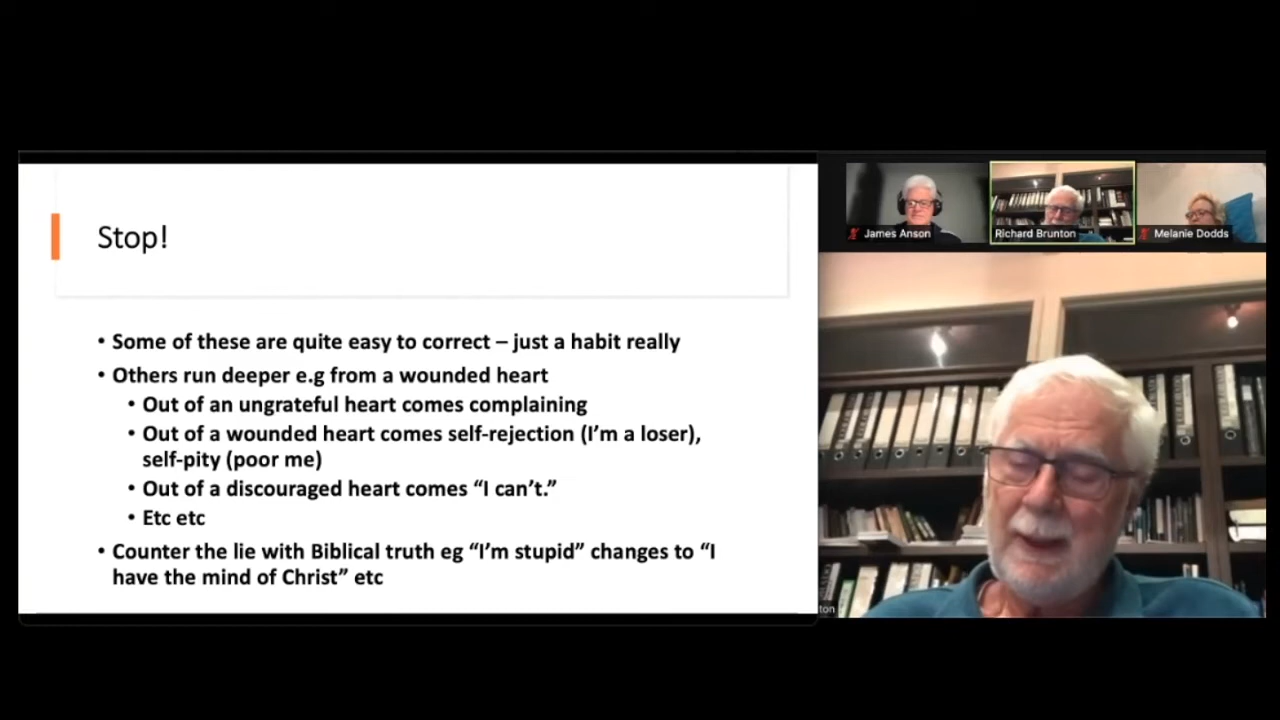 Stop!
• Some of these are quite easy to correct – just a habit really
• Others run deeper e.g from a wounded heart
• Out of an ungrateful heart comes complaining
• Out of a wounded heart comes self-rejection (I’m a loser),
self-pity (poor me)
• Out of a discouraged heart comes “I can’t.”
• Etc etc
• Counter the lie with Biblical truth eg “I’m stupid” changes to “I
have the mind of Christ” etc
James Anson
Richard Brunton
Melanie Dodds
ton